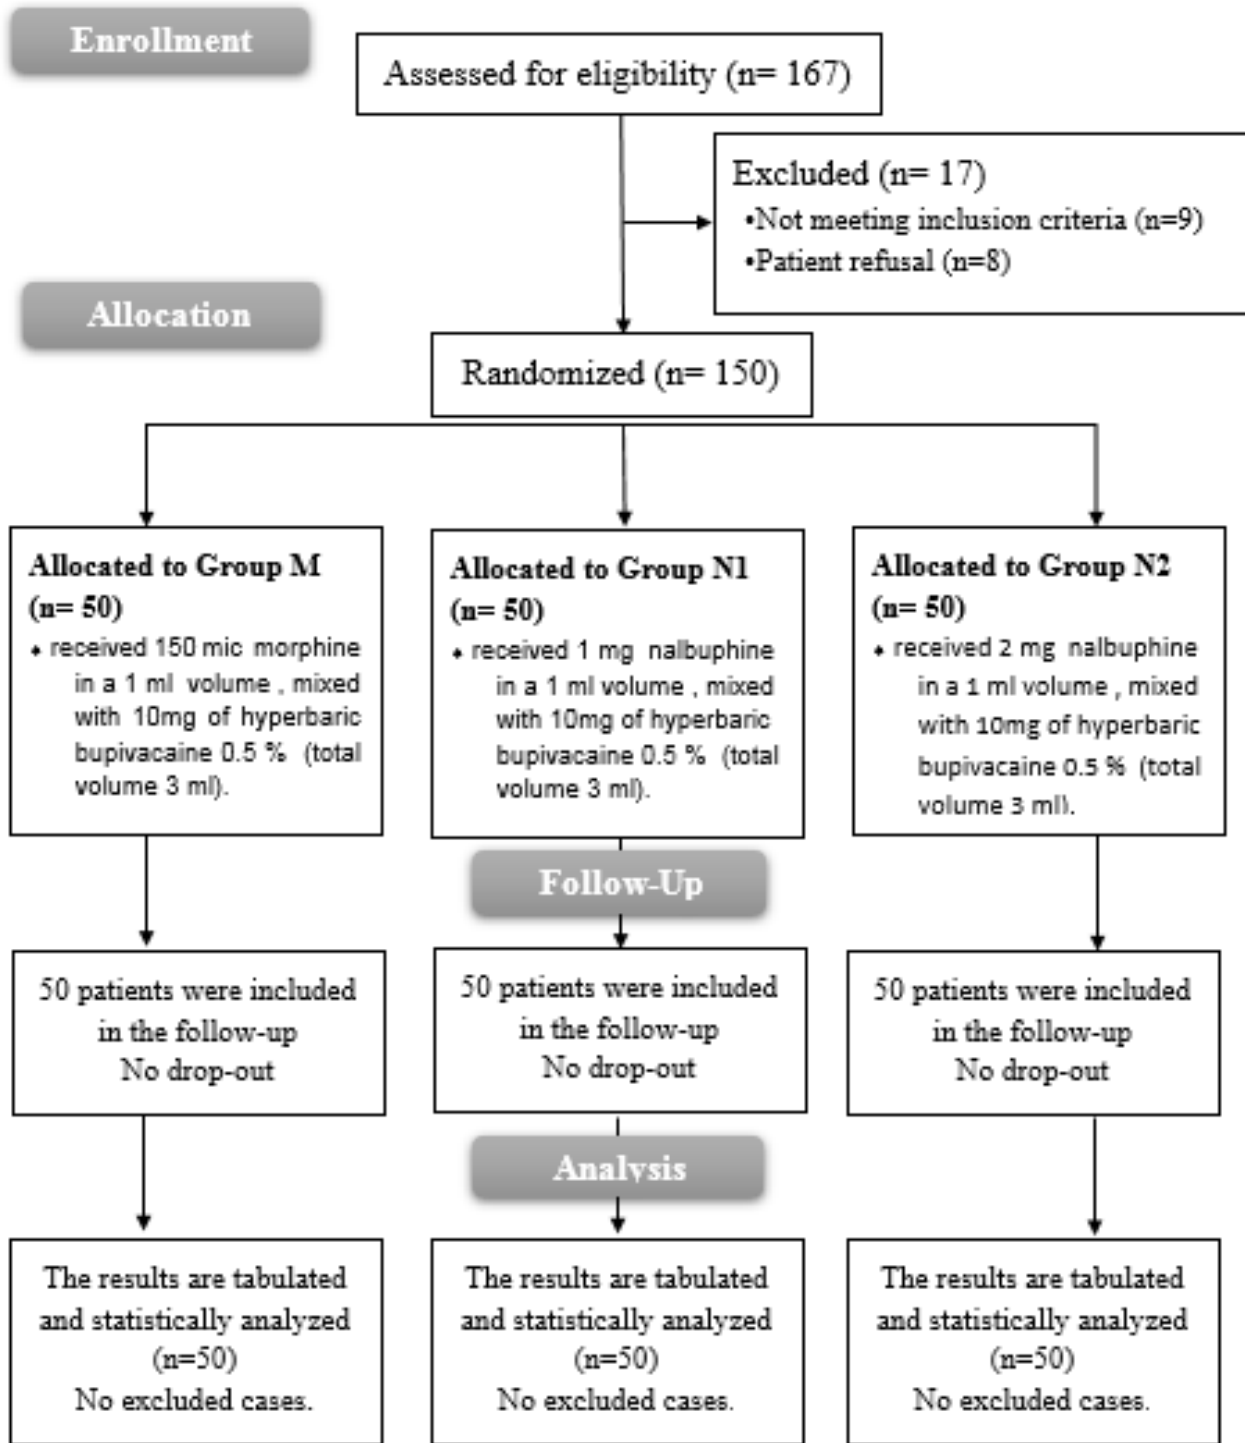 Enrollment
Assessed for eligibility (n= 167)
Excluded (n= 17)
•Not meeting inclusion criteria (n=9)
•Patient refusal (n=8)
Allocation
Randomized (n= 150)
Allocated to Group M
(n= 50)
⬥ received 150 mic morphine
in a 1 ml volume , mixed
with 10mg of hyperbaric
bupivacaine 0.5 % (total
volume 3 ml).
Allocated to Group N1
(n= 50)
⬥ received 1 mg nalbuphine
in a 1 ml volume , mixed
with 10mg of hyperbaric
bupivacaine 0.5 % (total
volume 3 ml).
Allocated to Group N2
(n= 50)
⬥ received 2 mg nalbuphine
in a 1 ml volume , mixed
with 10mg of hyperbaric
bupivacaine 0.5 % (total
volume 3 ml).
Follow-Up
50 patients were included
in the follow-up
No drop-out
50 patients were included
in the follow-up
No drop-out
50 patients were included
in the follow-up
No drop-out
Analysis
The results are tabulated
and statistically analyzed
(n=50)
No excluded cases.
The results are tabulated
and statistically analyzed
(n=50)
No excluded cases.
The results are tabulated
and statistically analyzed
(n=50)
No excluded cases.